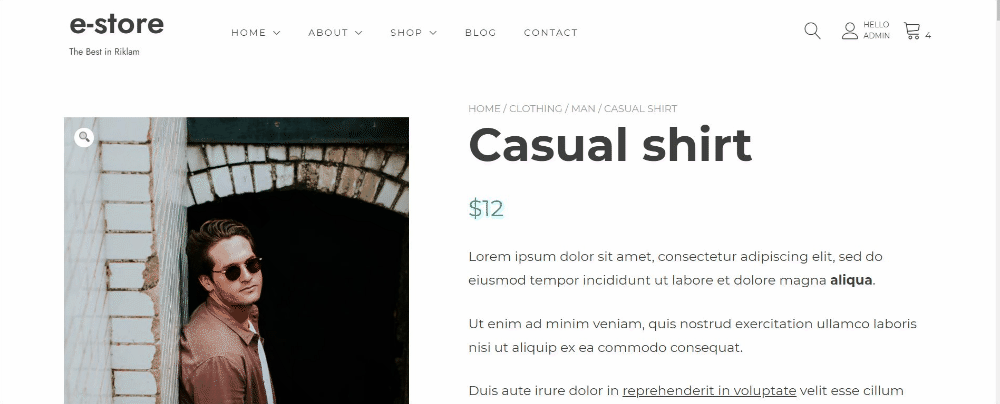 e-store
The Best in Riklam
HOME
ABOUT
SHOP
BLOG
CONTACT
HELLO
ADMIN
4
HOME / CLOTHING / MAN / CASUAL SHIRT
Casual shirt
$12
Lorem ipsum dolor sit amet, consectetur adipiscing elit, sed do
eiusmod tempor incididunt ut labore et dolore magna aliqua.
Ut enim ad minim veniam, quis nostrud exercitation ullamco laboris
nisi ut aliquip ex ea commodo consequat.
Duis aute irure dolor in reprehenderit in voluptate velit esse cillum